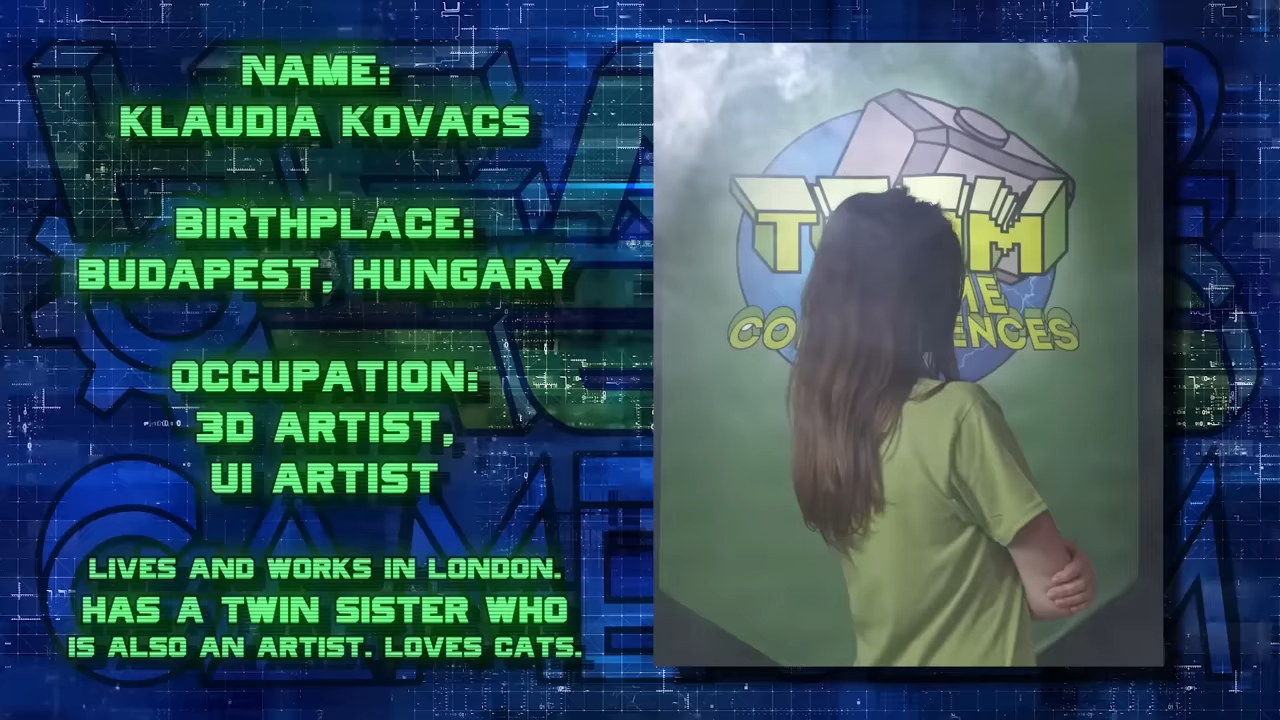 NAME:
KLAUDIA KOVACS
BIRTHPLACE:
BUDAPEST, HUNGARY
OCCUPATION:
3D ARTIST,
UI ARTIST
LIVES AND WORKS IN LONDON.
HAS A TWIN SISTER WHO
IS ALSO AN ARTIST. LOVES CATS.